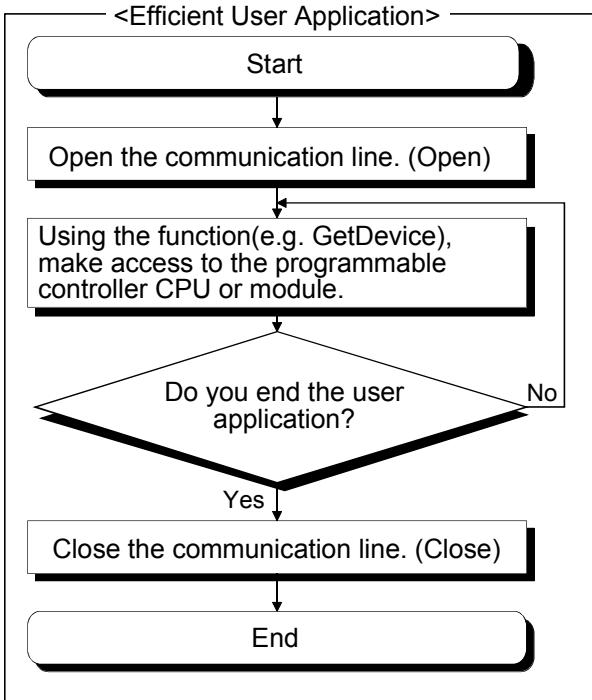 <Efficient User Application>
Start
Open the communication line. (Open)
Using the function(e.g. GetDevice),
make access to the programmable
controller CPU or module.
Do you end the user
application?
No
Yes
Close the communication line. (Close)
End